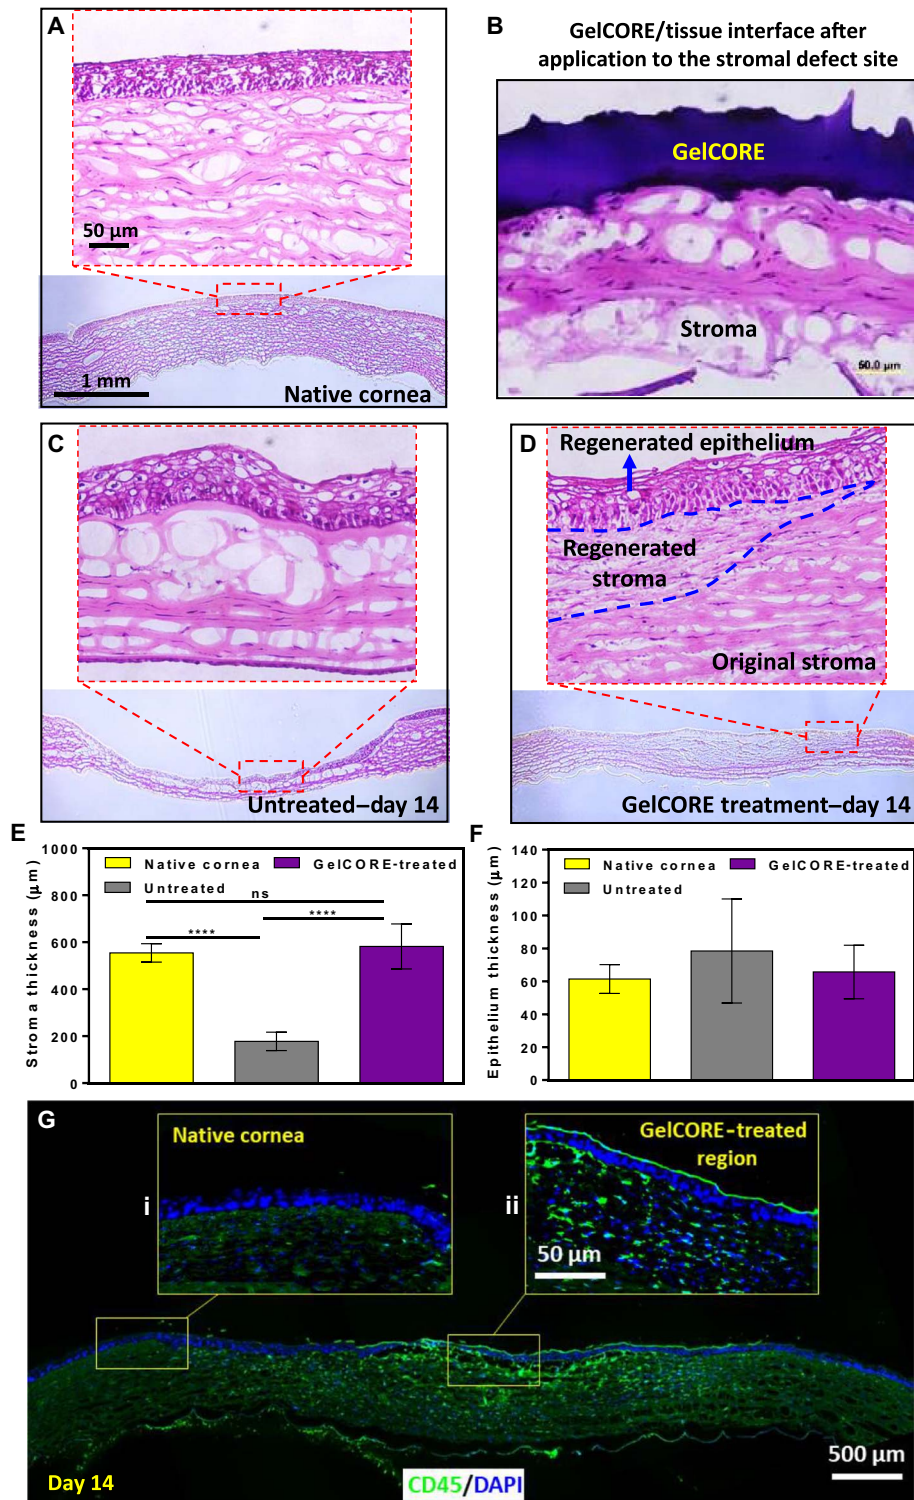 A
50 μm
1 mm
Native cornea
B
GelCORE/tissue interface after
application to the stromal defect site
GelCORE
Stroma
50.0 μm
C
Untreated–day 14
D
Regenerated epithelium
Regenerated
stroma
Original stroma
GelCORE treatment–day 14
E
Stroma thickness (μm)
1000
800
600
400
200
0
Native cornea
GelCORE-treated
Untreated
ns
****
****
F
Epithelium thickness (μm)
140
120
100
80
60
40
20
0
Native cornea
GelCORE-treated
Untreated
G
Native cornea
i
GelCORE-treated
region
ii
50 μm
500 μm
Day 14
CD45/DAPI